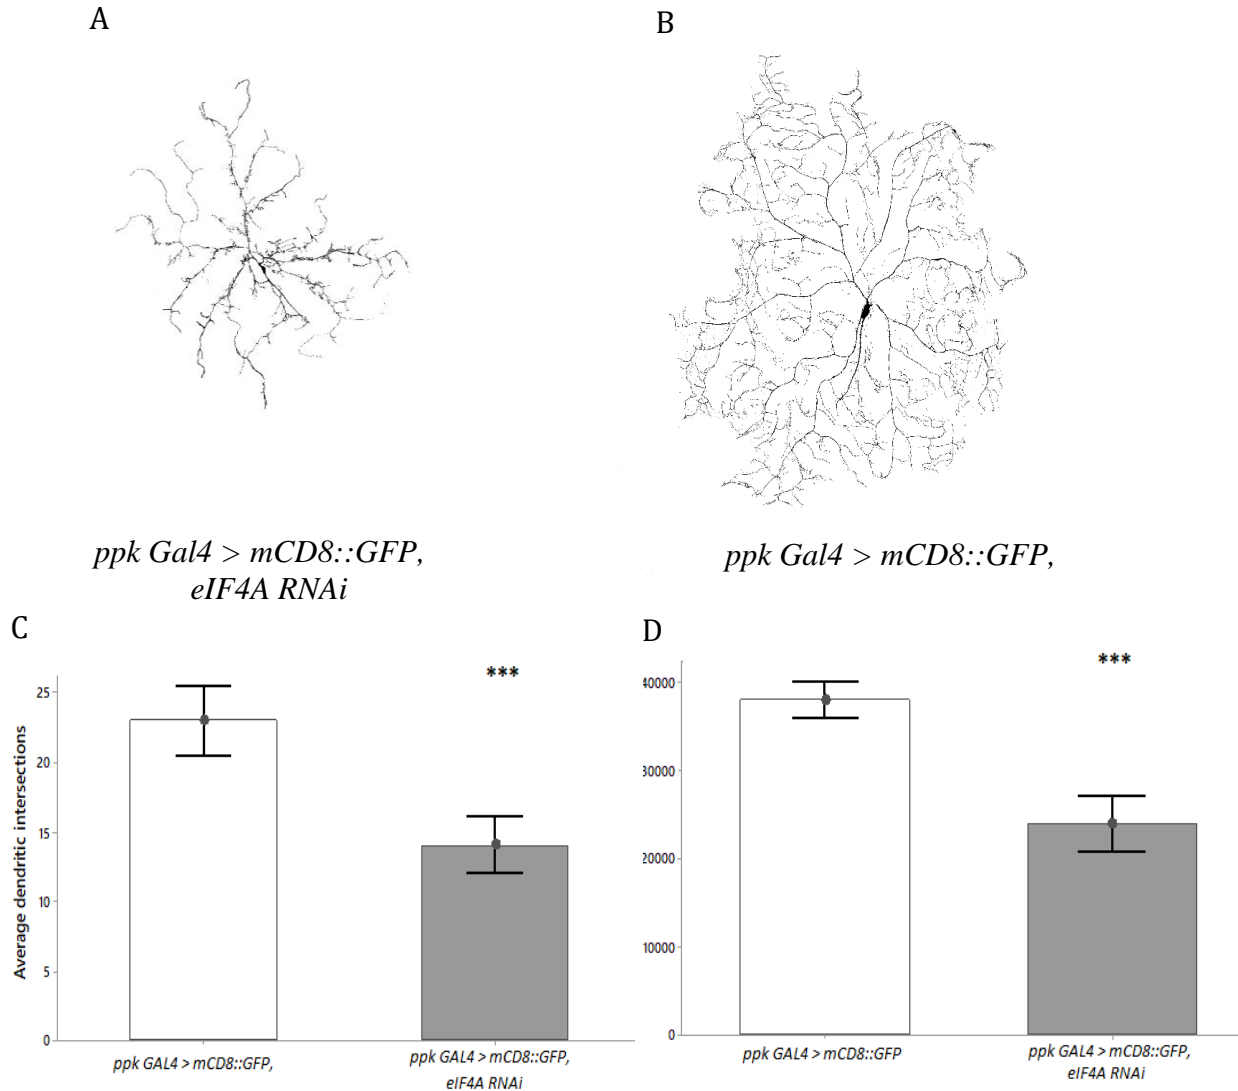 A
B
ppk Gal4 > mCD8::GFP,
eIF4A RNAi
ppk Gal4 > mCD8::GFP,
C
D
***
***
25
20
15
10
5
0
Average dendritic intersections
ppk GAL4 > mCD8::GFP,
ppk GAL4 > mCD8::GFP,
eIF4A RNAi
40000
30000
20000
10000
0
ppk GAL4 > mCD8::GFP
ppk GAL4 > mCD8::GFP,
eIF4A RNAi